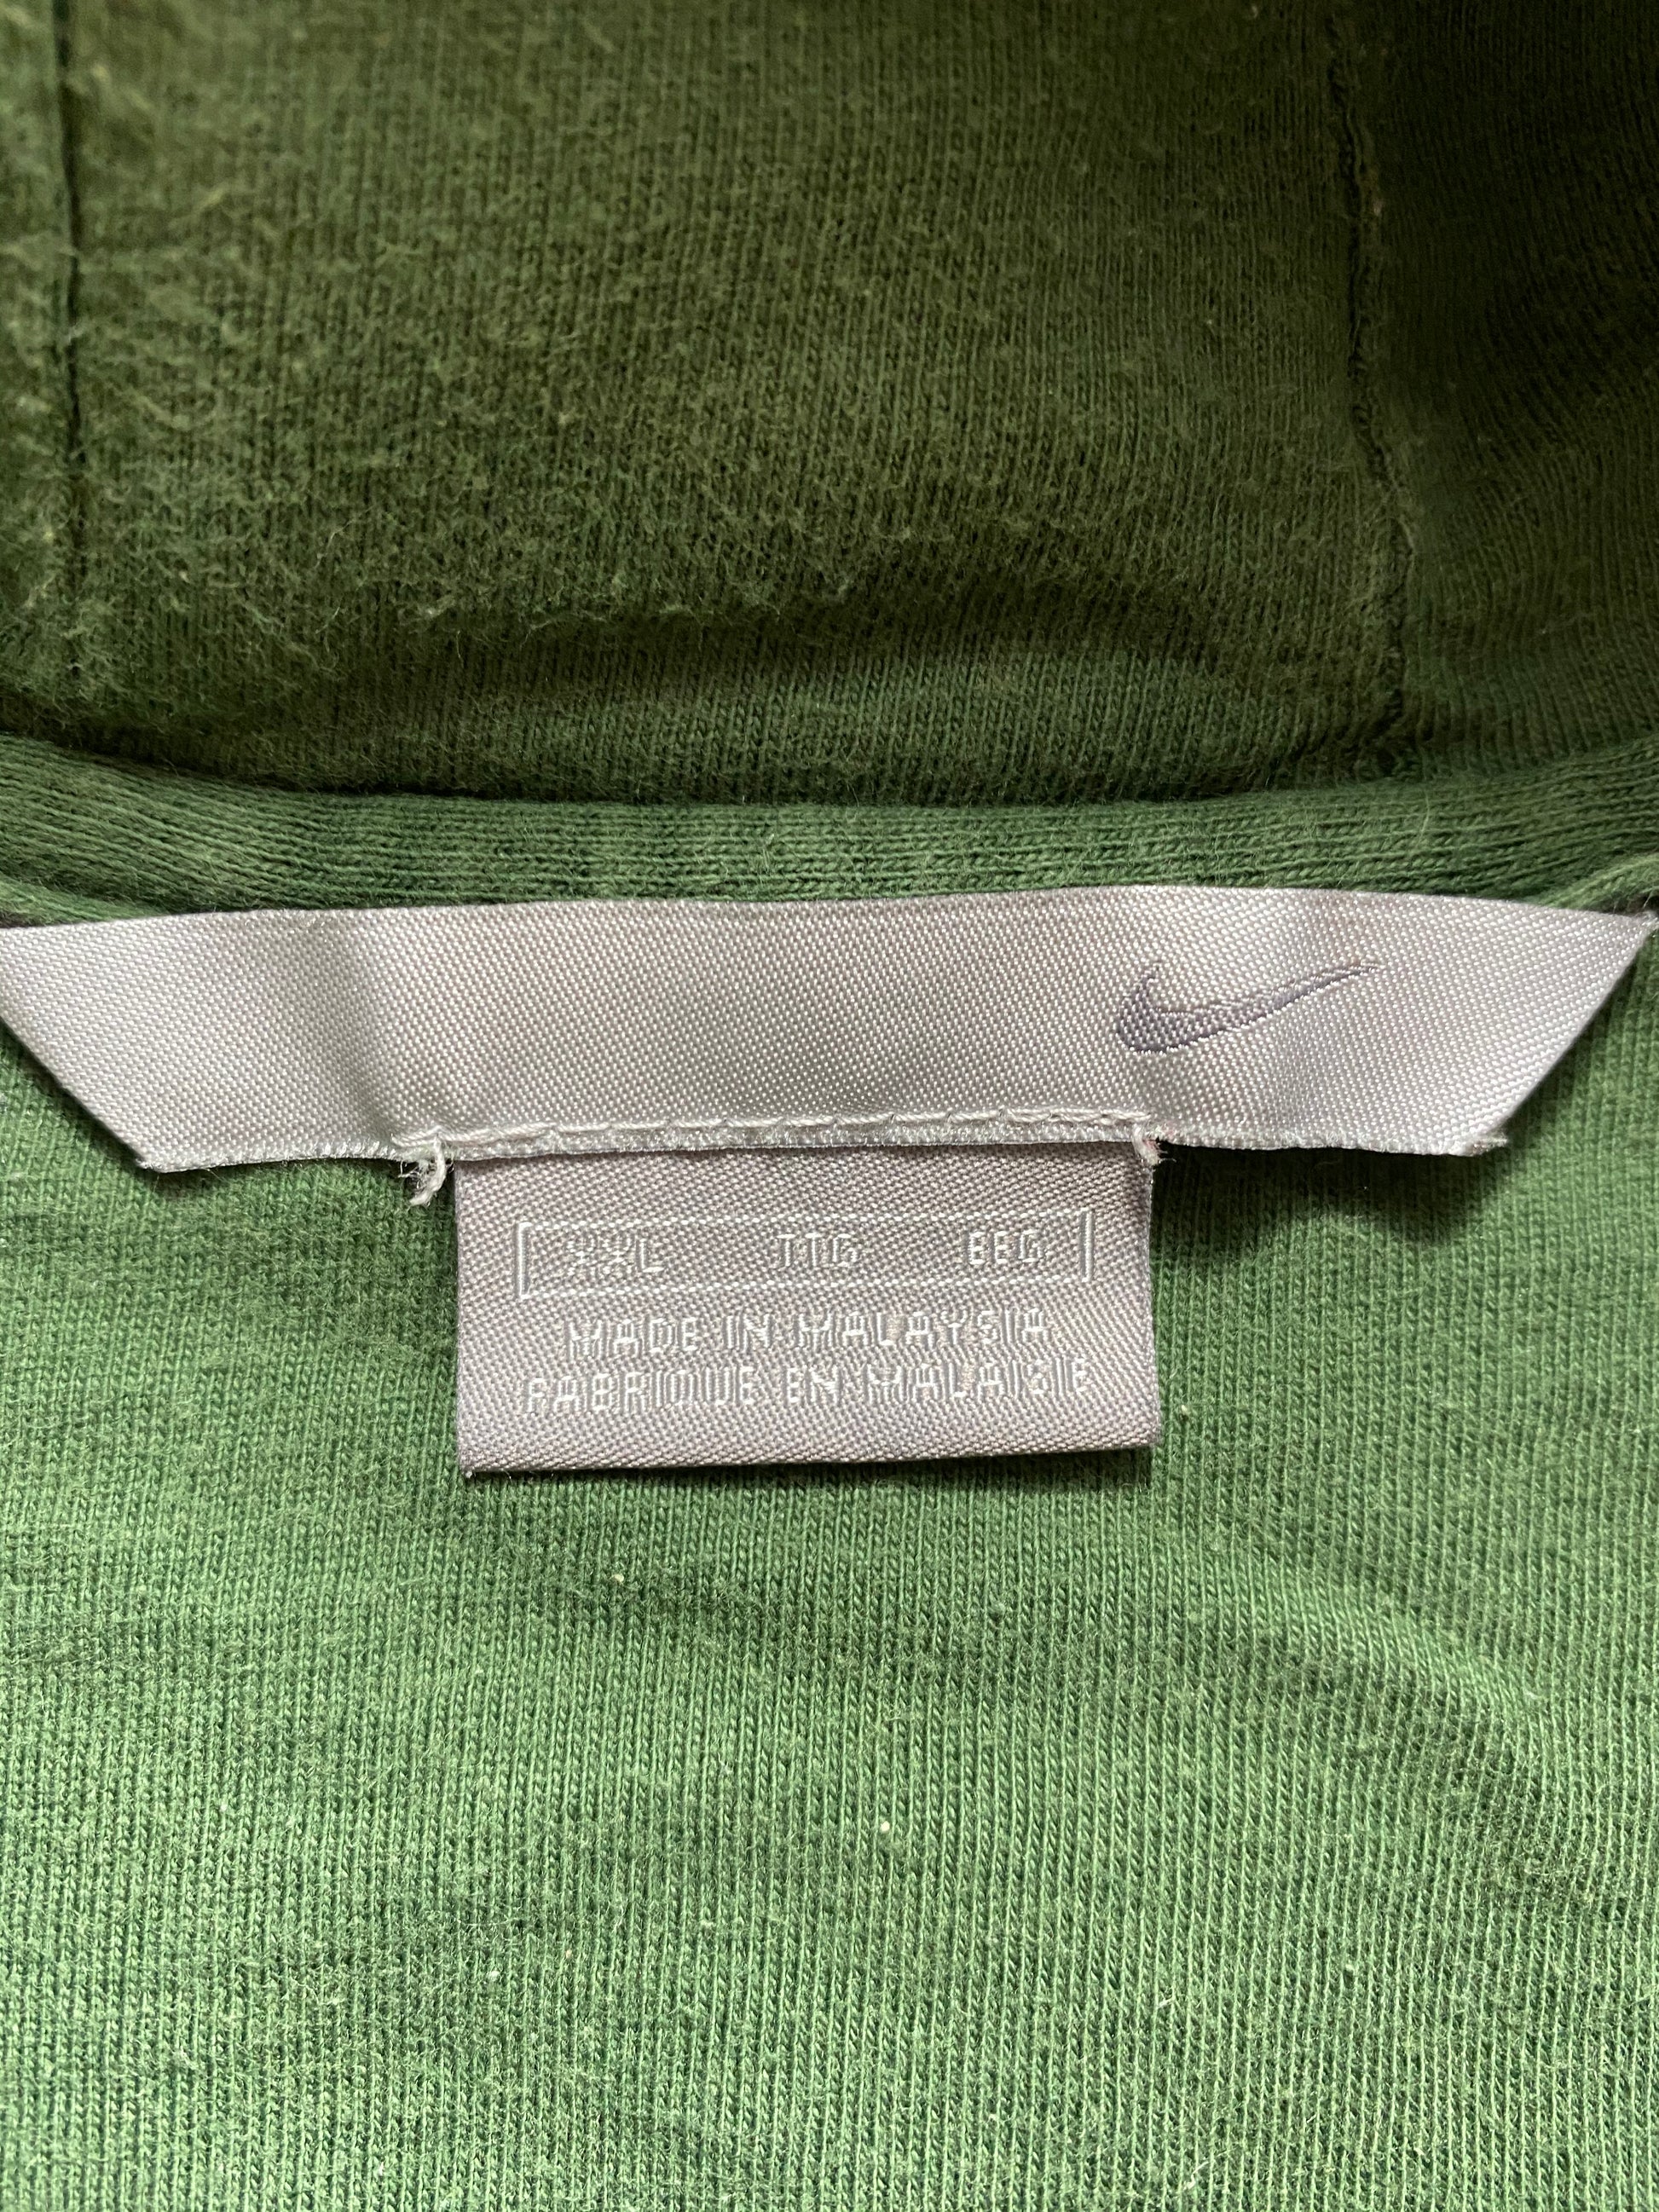 XXL TTG EEG
MADE IN MALAYSIA
FABRIQUE EN MALAISIE